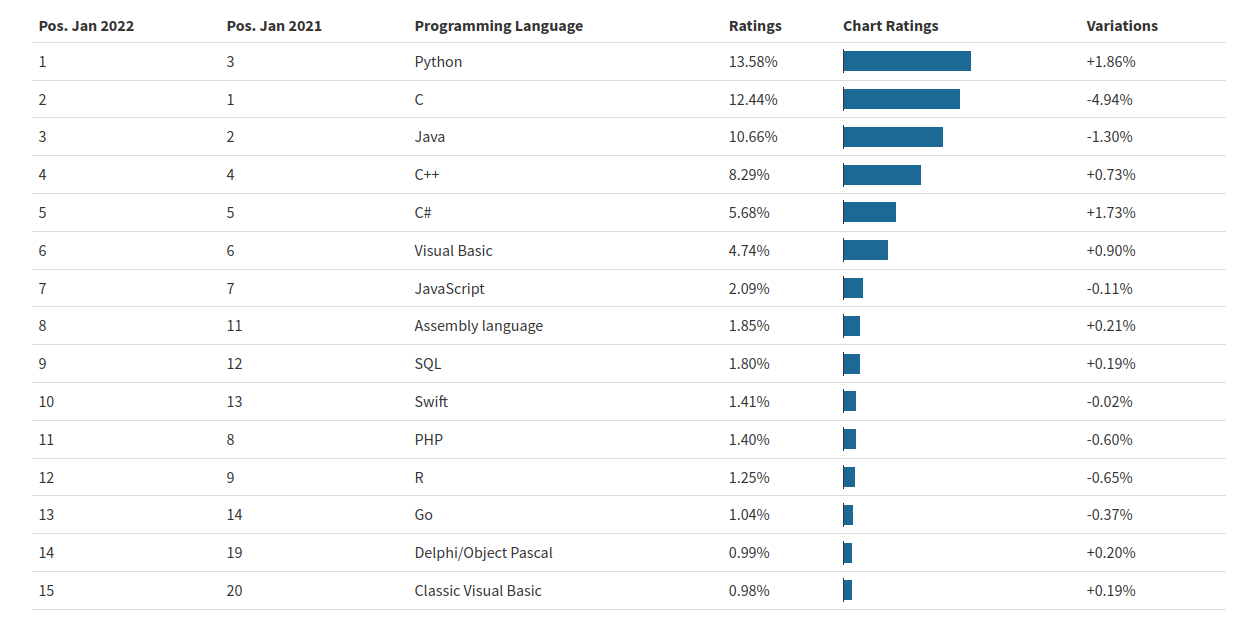 Pos. Jan 2022 Pos. Jan 2021 Programming Language Ratings Chart Ratings Variations
1 3 Python 13.58% +1.86%
2 1 C 12.44% -4.94%
3 2 Java 10.66% -1.30%
4 4 C++ 8.29% +0.73%
5 5 C# 5.68% +1.73%
6 6 Visual Basic 4.74% +0.90%
7 7 JavaScript 2.09% -0.11%
8 11 Assembly language 1.85% +0.21%
9 12 SQL 1.80% +0.19%
10 13 Swift 1.41% -0.02%
11 8 PHP 1.40% -0.60%
12 9 R 1.25% -0.65%
13 14 Go 1.04% -0.37%
14 19 Delphi/Object Pascal 0.99% +0.20%
15 20 Classic Visual Basic 0.98% +0.19%